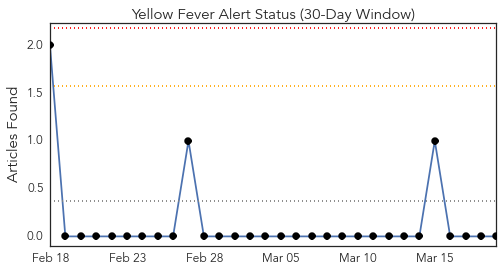 Yellow Fever Alert Status (30-Day Window)
Articles Found
2.0
1.5
1.0
0.5
0.0
Feb 18 Feb 23 Feb 28 Mar 05 Mar 10 Mar 15